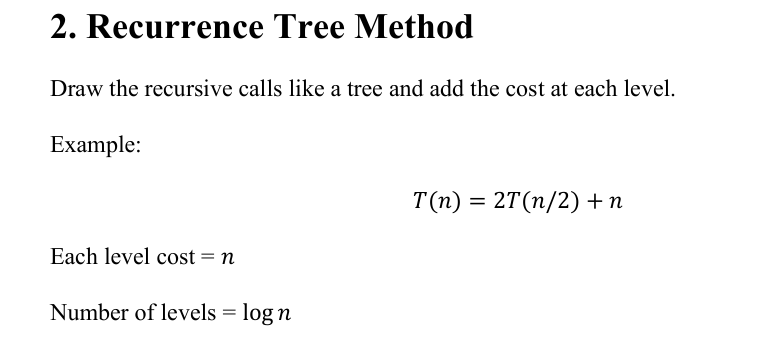 2. Recurrence Tree Method
Draw the recursive calls like a tree and add the cost at each level.
Example:
T(n) = 2T(n/2) + n
Each level cost = n
Number of levels = log n